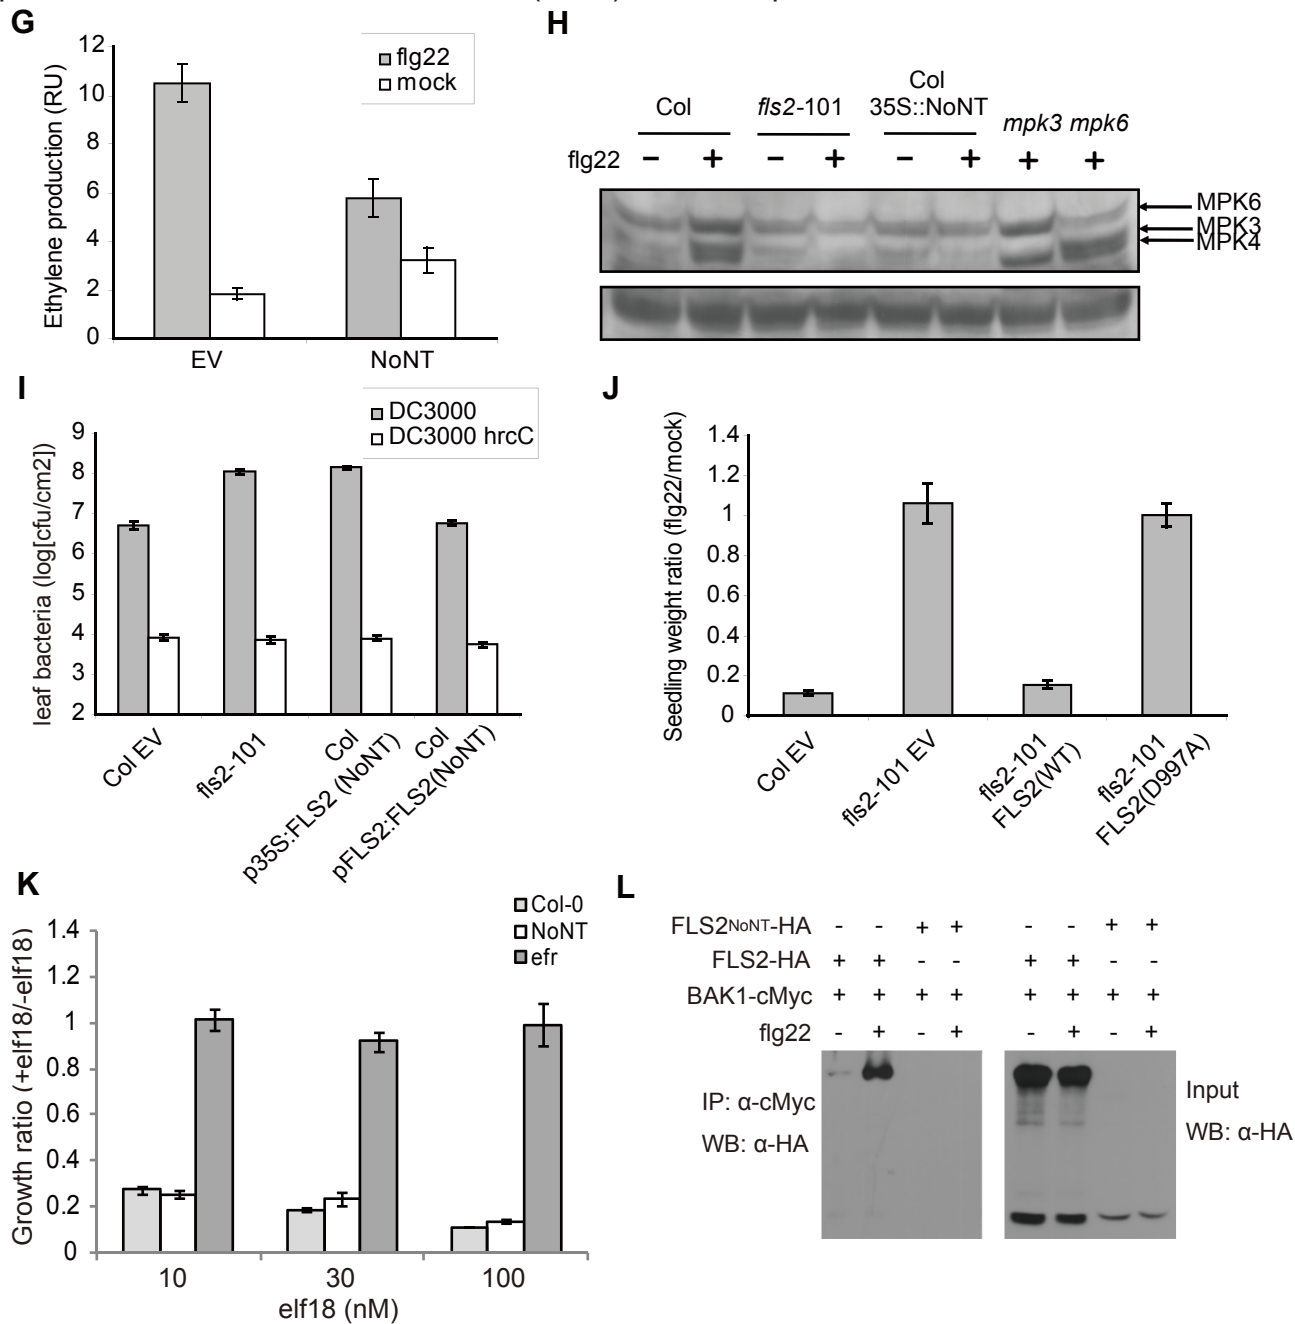 G
12
10
8
6
4
2
0
Ethylene production (RU)
flg22
mock
EV
NoNT
H
Col
fls2-101
Col
35S::NoNT
mpk3 mpk6
flg22 − + − + − + + +
MPK6
MPK3
MPK4
I
DC3000
DC3000 hrcC
9
8
7
6
5
4
3
2
leaf bacteria (log[cfu/cm2])
Col EV
fls2-101
Col
p35S:FLS2 (NoNT)
Col
pFLS2:FLS2(NoNT)
J
1.4
1.2
1
0.8
0.6
0.4
0.2
0
Seedling weight ratio (flg22/mock)
Col EV
fls2-101 EV
fls2-101
FLS2(WT)
fls2-101
FLS2(D997A)
K
Col-0
NoNT
efr
1.4
1.2
1
0.8
0.6
0.4
0.2
0
Growth ratio (+elf18/-elf18)
10
30
100
elf18 (nM)
L
FLS2NoNT-HA - - + + - - + +
FLS2-HA + + - - + + - -
BAK1-cMyc + + + + + + + +
flg22 - + - + - + - +
IP: α-cMyc
WB: α-HA
Input
WB: α-HA